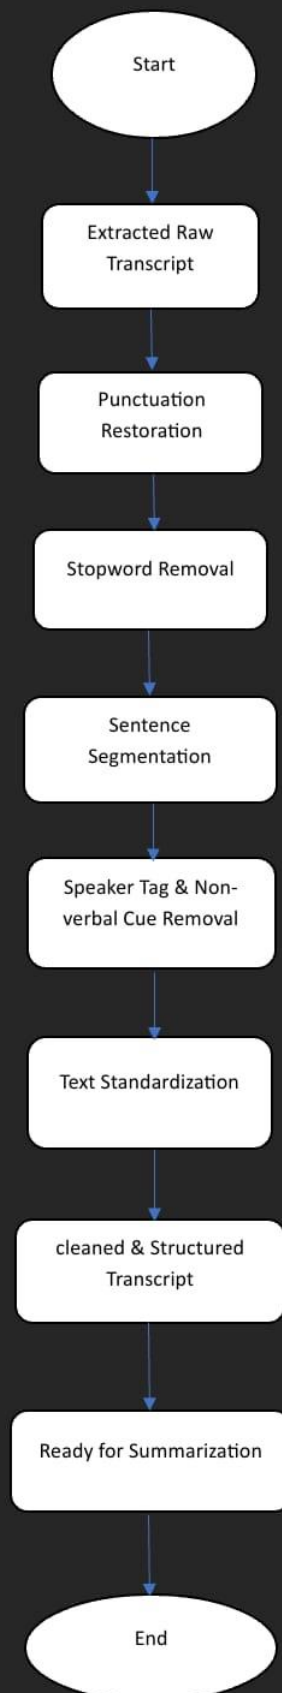 Start
Extracted Raw
Transcript
Punctuation
Restoration
Stopword Removal
Sentence
Segmentation
Speaker Tag & Non-
verbal Cue Removal
Text Standardization
cleaned & Structured
Transcript
Ready for Summarization
End